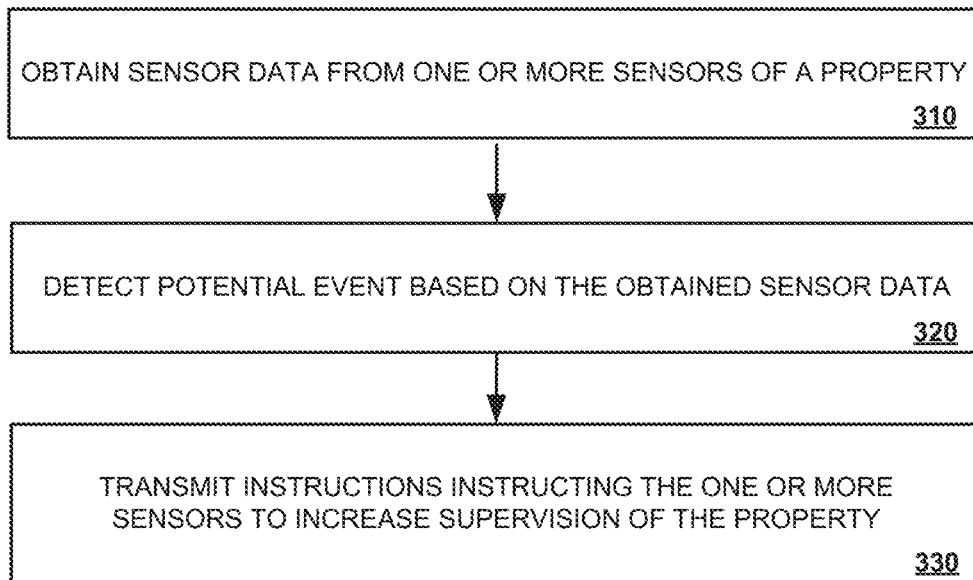 OBTAIN SENSOR DATA FROM ONE OR MORE SENSORS OF A PROPERTY
310
DETECT POTENTIAL EVENT BASED ON THE OBTAINED SENSOR DATA
320
TRANSMIT INSTRUCTIONS INSTRUCTING THE ONE OR MORE
SENSORS TO INCREASE SUPERVISION OF THE PROPERTY
330